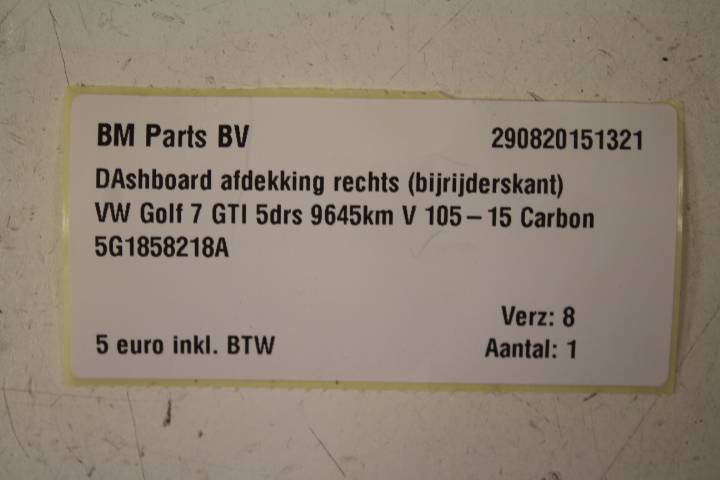 BM Parts BV 290820151321
DAshboard afdekking rechts (bijrijderskant)
VW Golf 7 GTI 5drs 9645km V 105-15 Carbon
5G1858218A
Verz: 8
5 euro inkl. BTW Aantal: 1